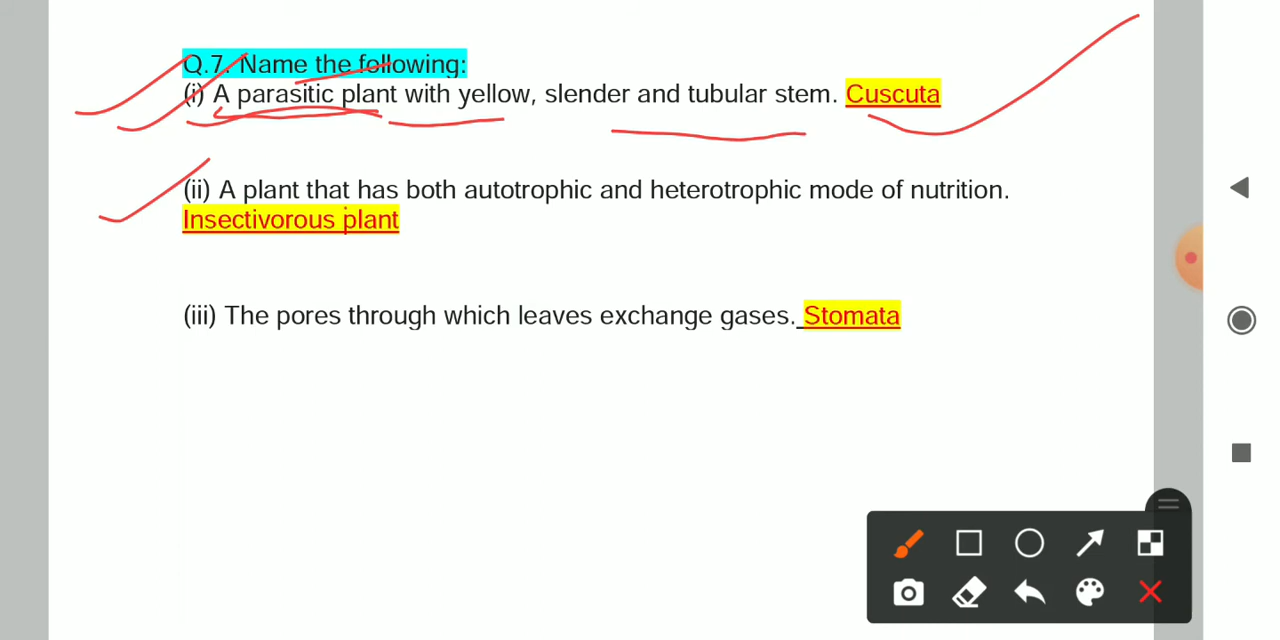 Q.7. Name the following:
(i) A parasitic plant with yellow, slender and tubular stem. Cuscuta
(ii) A plant that has both autotrophic and heterotrophic mode of nutrition.
Insectivorous plant
(iii) The pores through which leaves exchange gases. Stomata